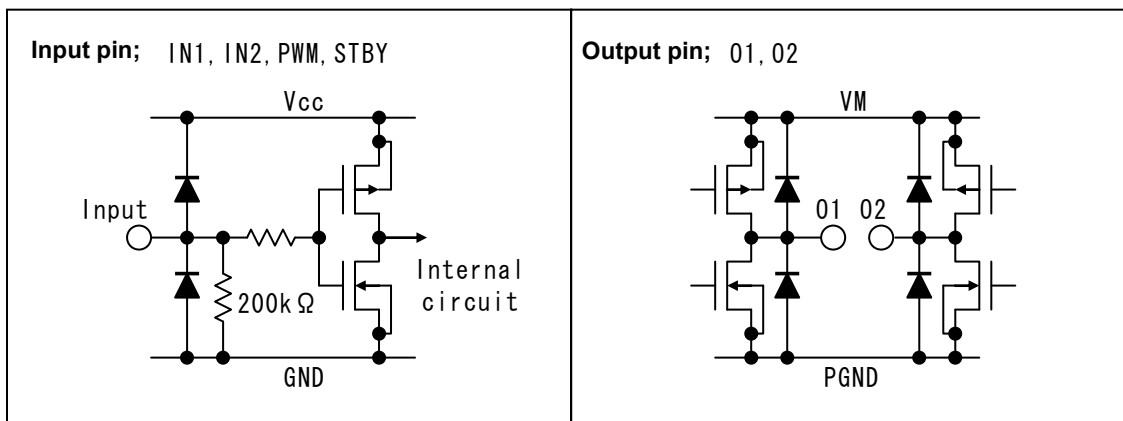 Input pin; IN1, IN2, PWM, STBY
Vcc
Input
200kΩ
Internal
circuit
GND
Output pin; O1, O2
VM
O1 O2
PGND